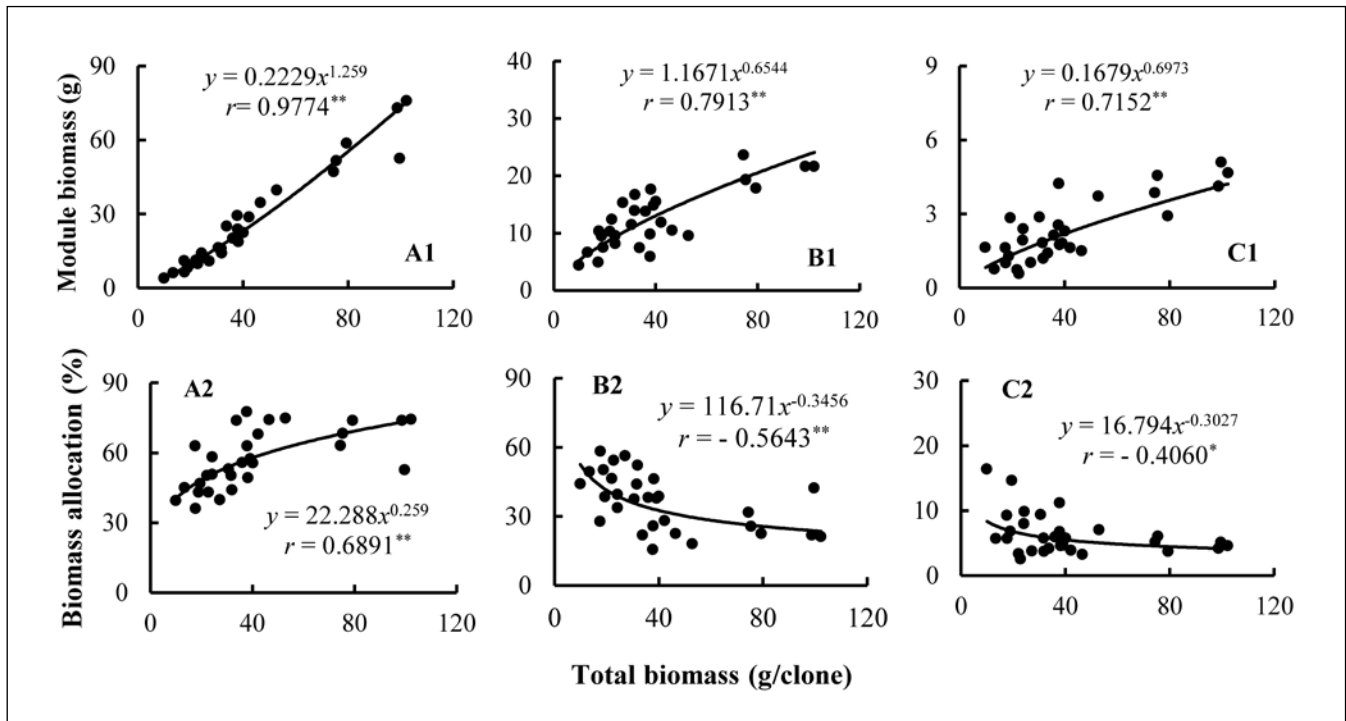 Module biomass (g)
90
60
30
0
0 40 80 120
y = 0.2229x^1.259
r= 0.9774**
A1
40
30
20
10
0
0 40 80 120
y = 1.1671x^0.6544
r = 0.7913**
B1
9
6
3
0
0 40 80 120
y = 0.1679x^0.6973
r = 0.7152**
C1
Biomass allocation (%)
90
60
30
0
0 40 80 120
A2
y = 22.288x^0.259
r = 0.6891**
90
60
30
0
0 40 80 120
B2
y = 116.71x^-0.3456
r = - 0.5643**
30
20
10
0
0 40 80 120
C2
y = 16.794x^-0.3027
r = - 0.4060*
Total biomass (g/clone)